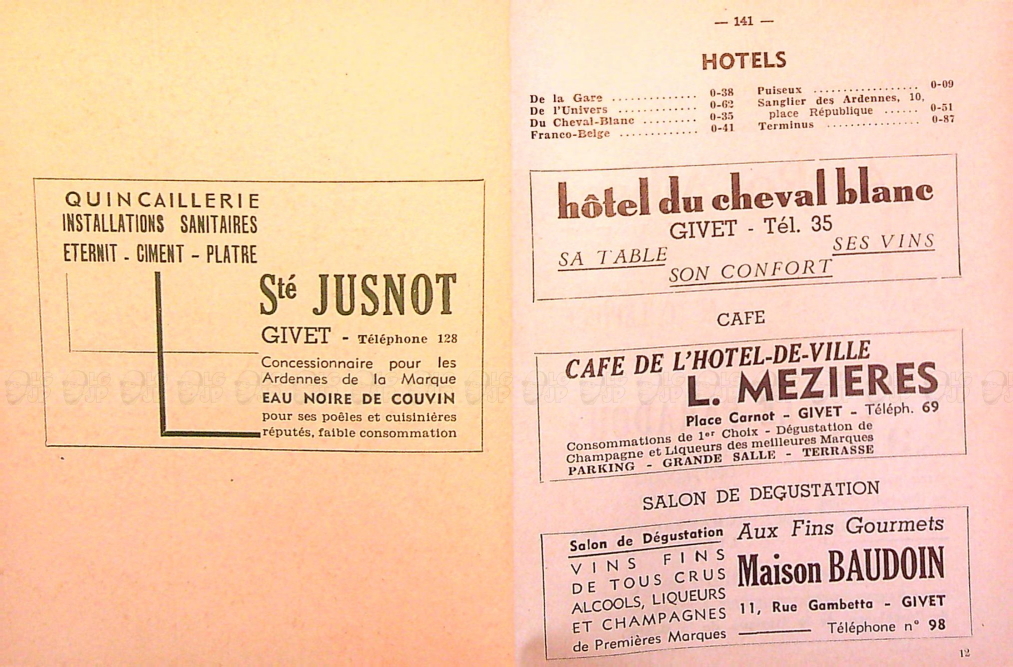 QUINCAILLERIE
INSTALLATIONS SANITAIRES
ETERNIT - CIMENT - PLATRE
Sté JUSNOT
GIVET - Téléphone 128
Concessionnaire pour les
Ardennes de la Marque
EAU NOIRE DE COUVIN
pour ses poêles et cuisinières
réputés, faible consommation
— 141 —
HOTELS
De la Gare .............. 0-38
De l'Univers ............ 0-62
Du Cheval-Blanc ......... 0-35
Franco-Belge ............ 0-41
Puiseux ................. 0-09
Sanglier des Ardennes, 10,
place République ...... 0-51
Terminus ................ 0-87
hôtel du cheval blanc
GIVET - Tél. 35
SA TABLE
SES VINS
SON CONFORT
CAFE
CAFE DE L'HOTEL-DE-VILLE
L. MEZIERES
Place Carnot - GIVET - Téléph. 69
Consommations de 1er Choix - Dégustation de
Champagne et Liqueurs des meilleures Marques
PARKING - GRANDE SALLE - TERRASSE
SALON DE DEGUSTATION
Salon de Dégustation
VINS FINS
DE TOUS CRUS
ALCOOLS, LIQUEURS
ET CHAMPAGNES
de Premières Marques
Aux Fins Gourmets
Maison BAUDOIN
11, Rue Gambetta - GIVET
Téléphone n° 98
12